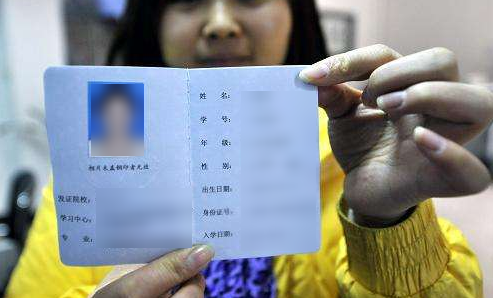 相片未盖钢印者无效
发证院校：
学习中心：
专　业：
姓　名：
学　号：
年　级：
性　别：
出生日期：
身份证号：
入学日期：